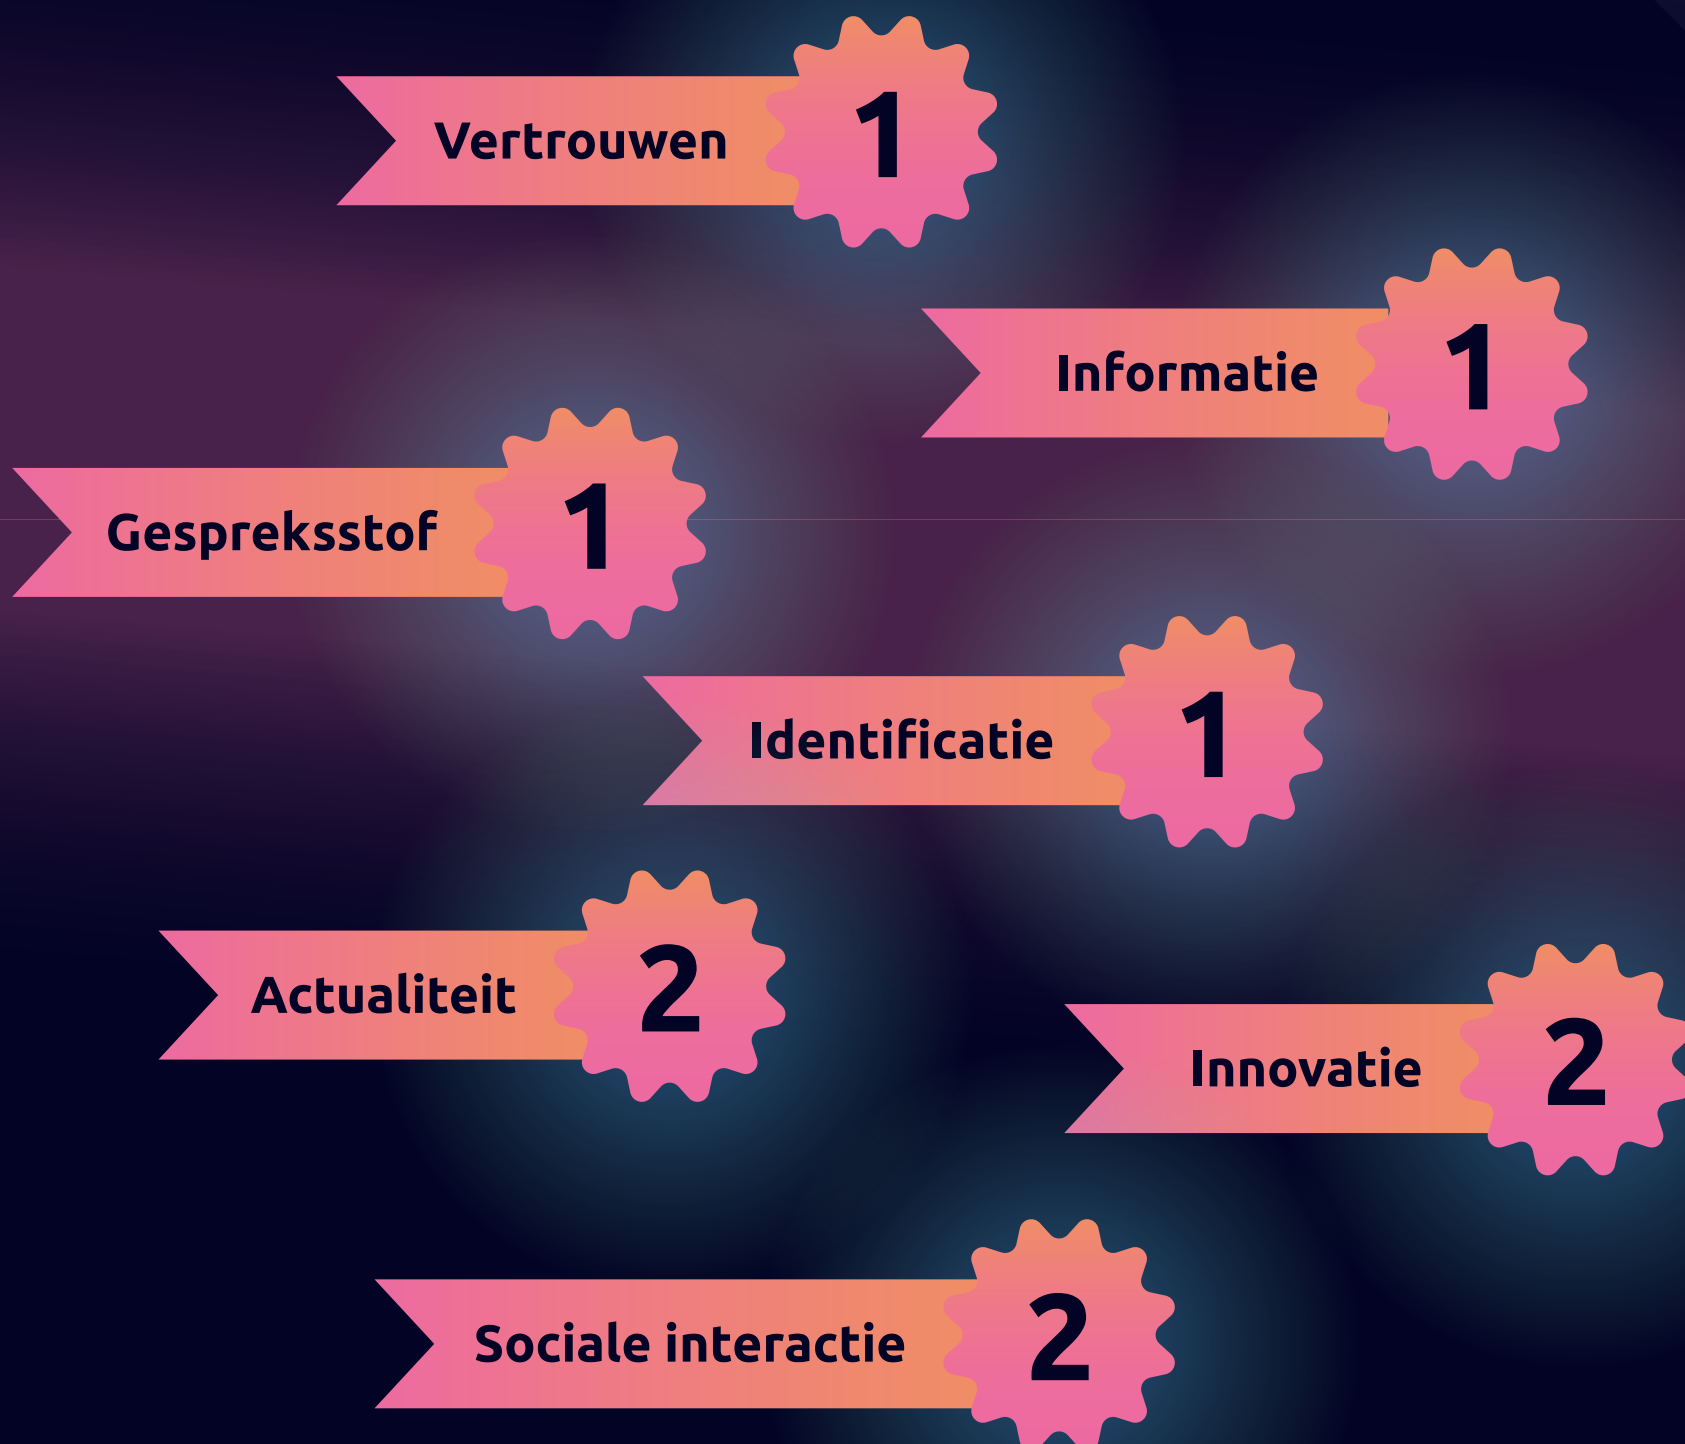 Vertrouwen 1
Informatie 1
Gespreksstof 1
Identificatie 1
Actualiteit 2
Innovatie 2
Sociale interactie 2